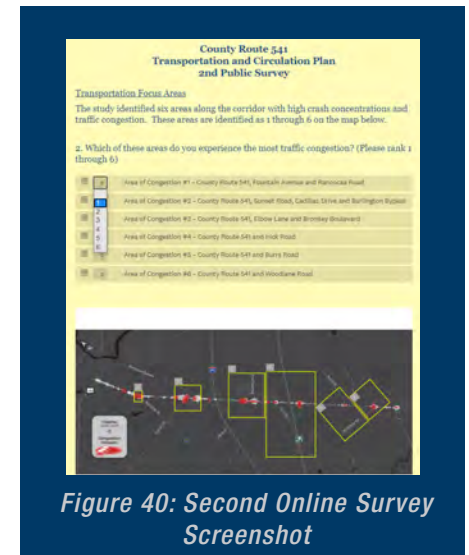 County Route 541
Transportation and Circulation Plan
2nd Public Survey
Transportation Focus Areas
The study identified six areas along the corridor with high crash concentrations and
traffic congestion. These areas are identified as 1 through 6 on the map below.
2. Which of these areas do you experience the most traffic congestion? (Please rank 1
through 6)
Area of Congestion #1 - County Route 541, Fountain Avenue and Rancocas Road
1
Area of Congestion #2 - County Route 541, Sunset Road, Cadillac Drive and Burlington Bypass
2
3
Area of Congestion #3 - County Route 541, Elbow Lane and Bromley Boulevard
4
Area of Congestion #4 - County Route 541 and Irick Road
5
6
Area of Congestion #5 - County Route 541 and Burrs Road
Area of Congestion #6 - County Route 541 and Woodlane Road
Figure 40: Second Online Survey
Screenshot